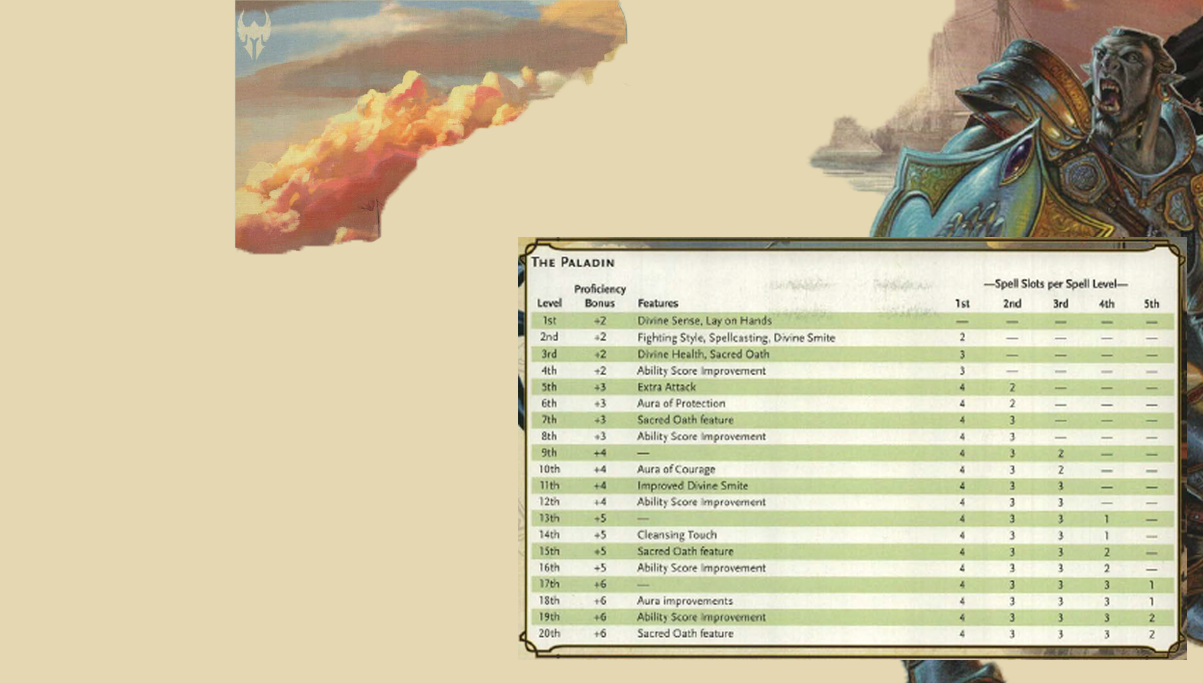 The Paladin
—Spell Slots per Spell Level—
Proficiency
Level Bonus Features 1st 2nd 3rd 4th 5th
1st +2 Divine Sense, Lay on Hands — — — — —
2nd +2 Fighting Style, Spellcasting, Divine Smite 2 — — — —
3rd +2 Divine Health, Sacred Oath 3 — — — —
4th +2 Ability Score Improvement 3 — — — —
5th +3 Extra Attack 4 2 — — —
6th +3 Aura of Protection 4 2 — — —
7th +3 Sacred Oath feature 4 3 — — —
8th +3 Ability Score Improvement 4 3 — — —
9th +4 — 4 3 2 — —
10th +4 Aura of Courage 4 3 2 — —
11th +4 Improved Divine Smite 4 3 3 — —
12th +4 Ability Score Improvement 4 3 3 — —
13th +5 — 4 3 3 1 —
14th +5 Cleansing Touch 4 3 3 1 —
15th +5 Sacred Oath feature 4 3 3 2 —
16th +5 Ability Score Improvement 4 3 3 2 —
17th +6 — 4 3 3 3 1
18th +6 Aura improvements 4 3 3 3 1
19th +6 Ability Score Improvement 4 3 3 3 2
20th +6 Sacred Oath feature 4 3 3 3 2